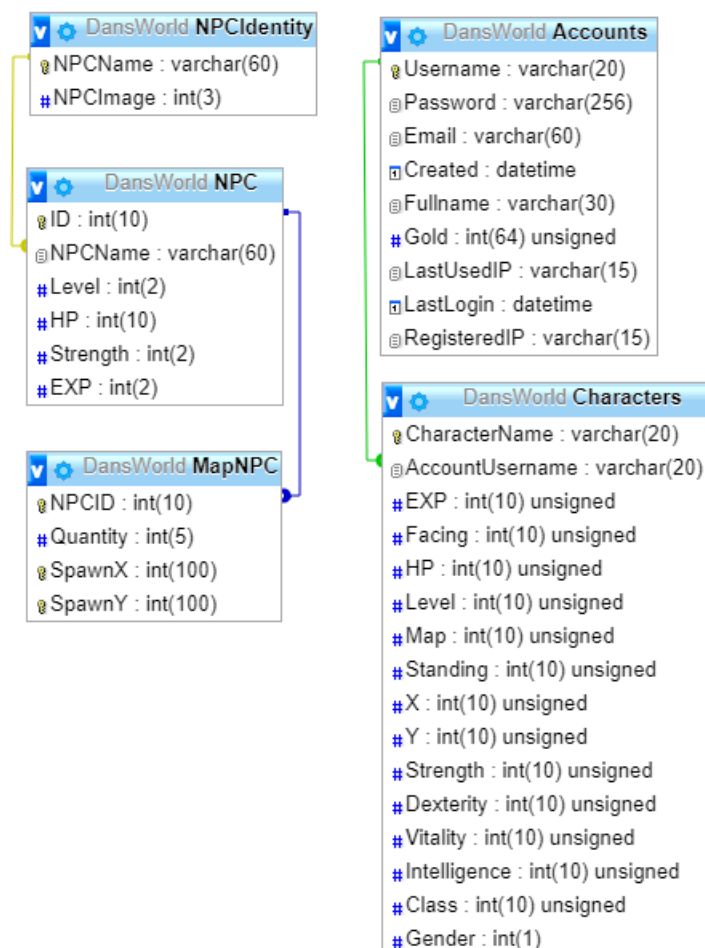 DansWorld NPCIdentity
NPCName : varchar(60)
#NPCImage : int(3)
DansWorld NPC
ID : int(10)
NPCName : varchar(60)
#Level : int(2)
#HP : int(10)
#Strength : int(2)
#EXP : int(2)
DansWorld MapNPC
NPCID : int(10)
#Quantity : int(5)
SpawnX : int(100)
SpawnY : int(100)
DansWorld Accounts
Username : varchar(20)
Password : varchar(256)
Email : varchar(60)
Created : datetime
Fullname : varchar(30)
#Gold : int(64) unsigned
LastUsedIP : varchar(15)
LastLogin : datetime
RegisteredIP : varchar(15)
DansWorld Characters
CharacterName : varchar(20)
AccountUsername : varchar(20)
#EXP : int(10) unsigned
#Facing : int(10) unsigned
#HP : int(10) unsigned
#Level : int(10) unsigned
#Map : int(10) unsigned
#Standing : int(10) unsigned
#X : int(10) unsigned
#Y : int(10) unsigned
#Strength : int(10) unsigned
#Dexterity : int(10) unsigned
#Vitality : int(10) unsigned
#Intelligence : int(10) unsigned
#Class : int(10) unsigned
#Gender : int(1)